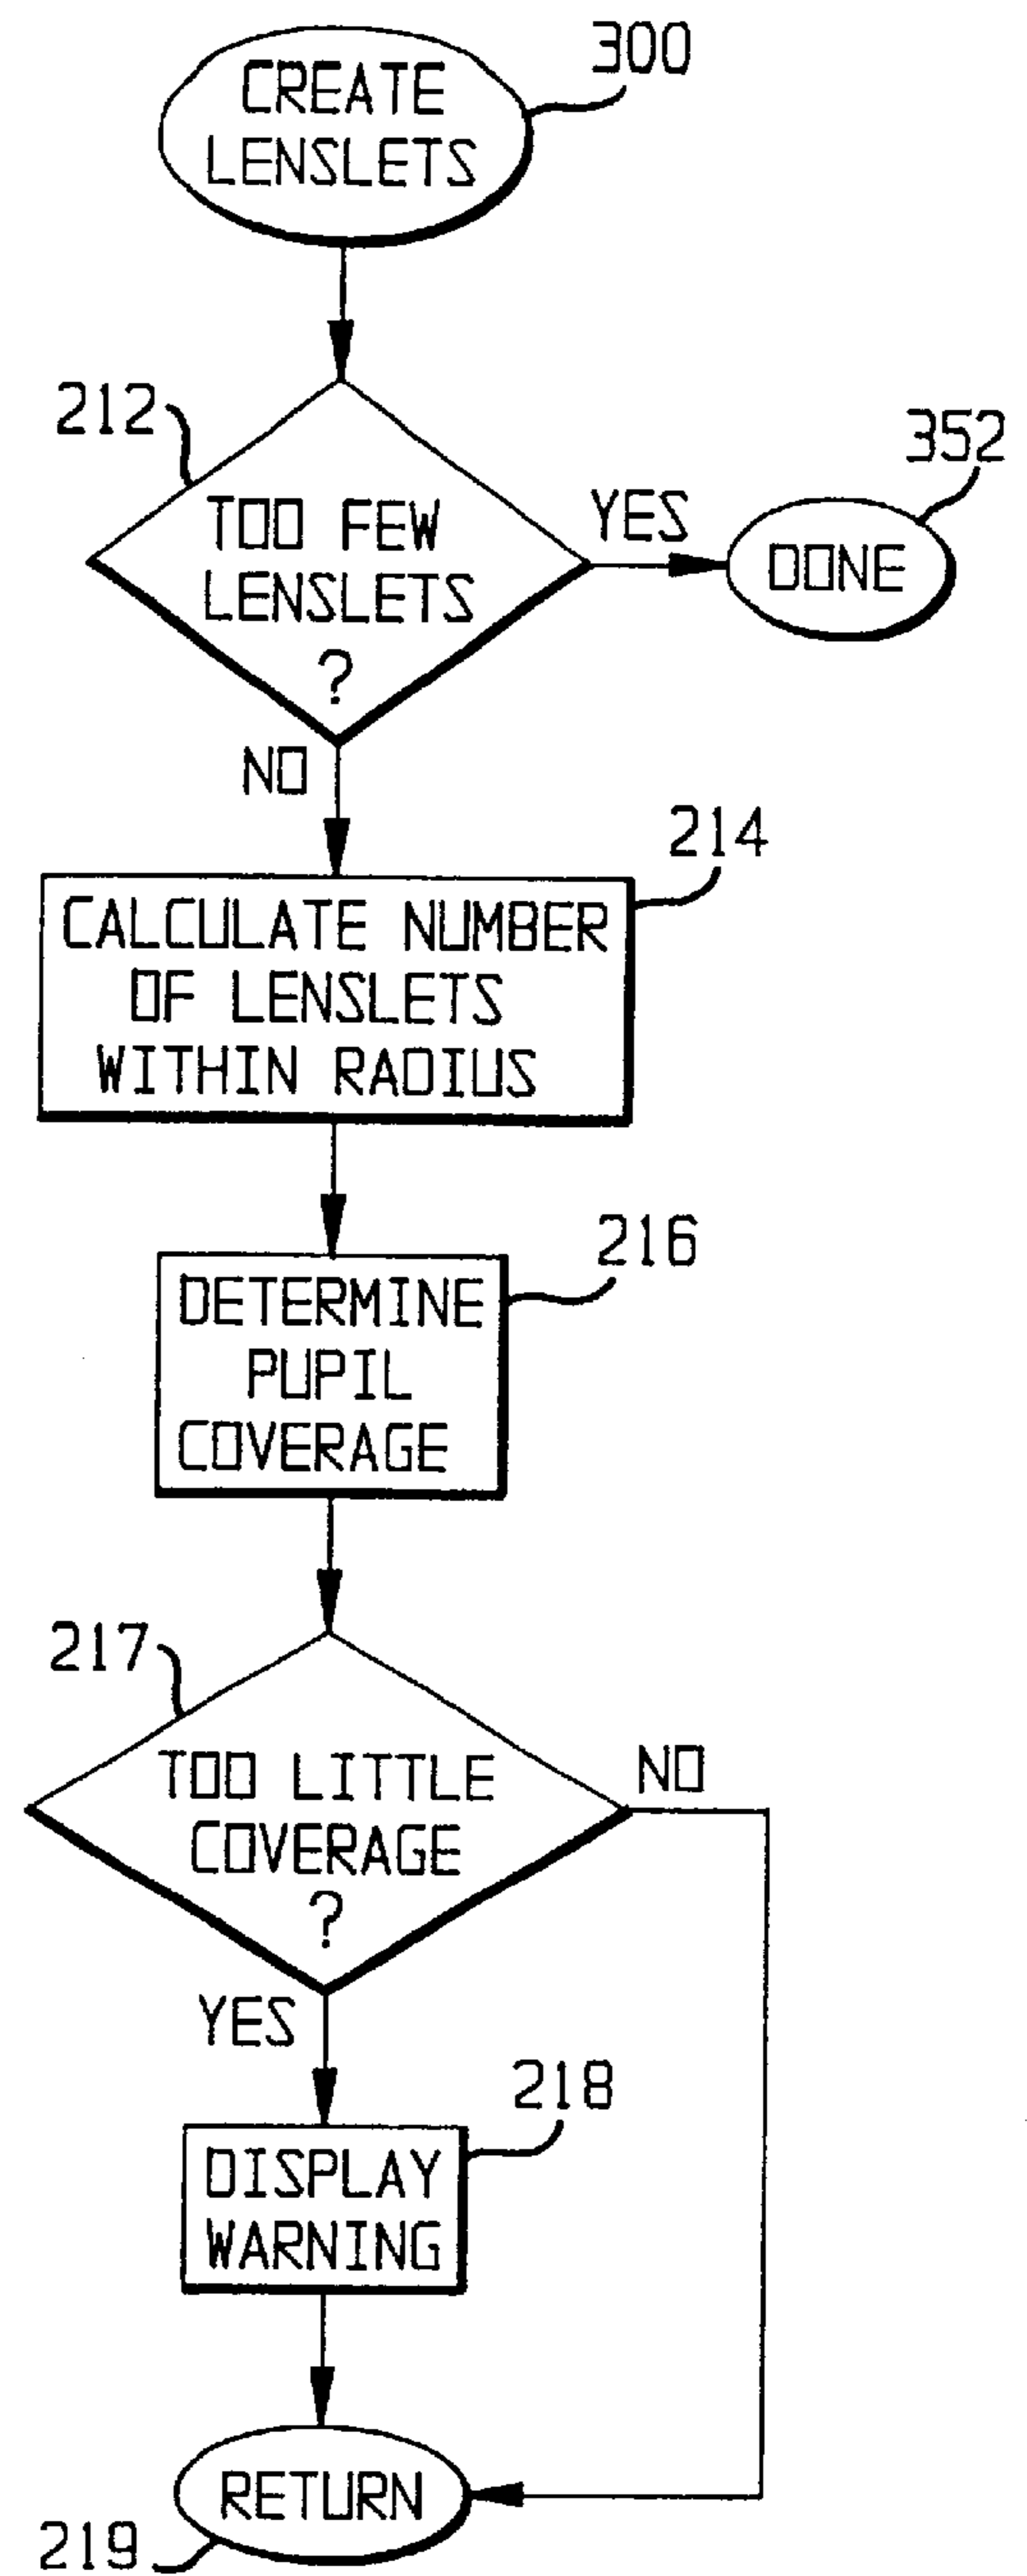 300
CREATE
LENSLETS
212
352
TOO FEW
LENSLETS
?
YES
DONE
NO
214
CALCULATE NUMBER
OF LENSLETS
WITHIN RADIUS
216
DETERMINE
PUPIL
COVERAGE
217
TOO LITTLE
COVERAGE
?
NO
YES
218
DISPLAY
WARNING
RETURN
219